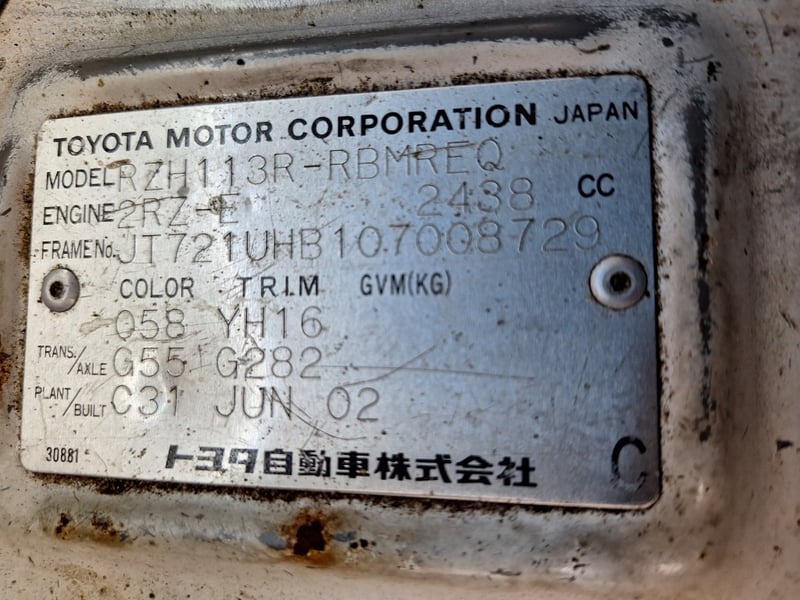 TOYOTA MOTOR CORPORATION JAPAN
MODEL RZH113R-RBMREQ
ENGINE 2RZ-E 2438 CC
FRAME No. JT721UHB107008729
COLOR TRIM GVM(KG)
058 YH16
TRANS./AXLE G55 G282
PLANT/BUILT C31 JUN 02
30881 トヨタ自動車株式会社 C